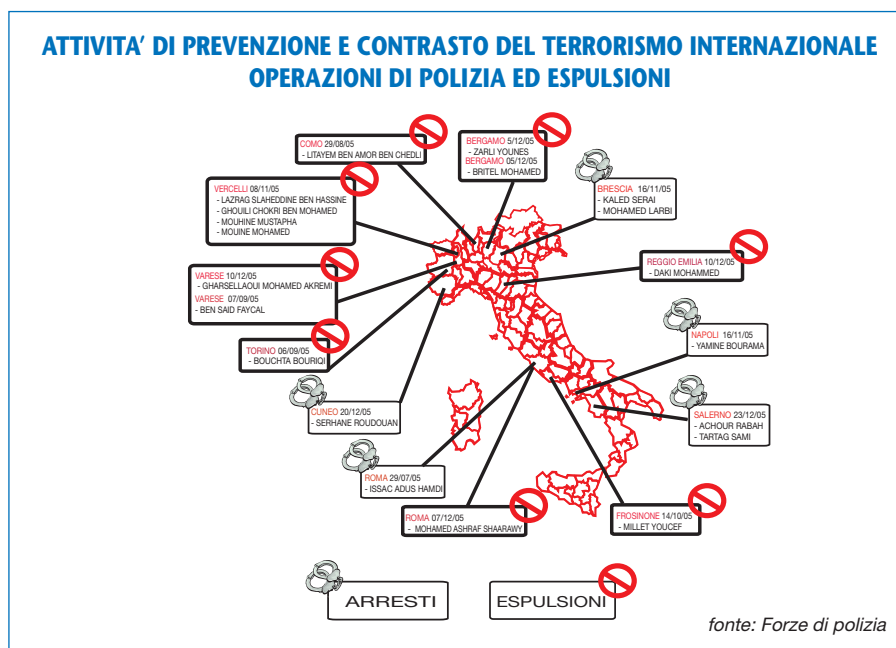 ATTIVITA' DI PREVENZIONE E CONTRASTO DEL TERRORISMO INTERNAZIONALE
OPERAZIONI DI POLIZIA ED ESPULSIONI
COMO 29/08/05
- LITAYEM BEN AMOR BEN CHEDLI
BERGAMO 5/12/05
- ZARLI YOUNES
BERGAMO 05/12/05
- BRITEL MOHAMED
BRESCIA 16/11/05
- KALED SERAI
- MOHAMED LARBI
VERCELLI 08/11/05
- LAZRAG SLAHEDDINE BEN HASSINE
- GHOUILI CHOKRI BEN MOHAMED
- MOUHINE MUSTAPHA
- MOUINE MOHAMED
REGGIO EMILIA 10/12/05
- DAKI MOHAMMED
VARESE 10/12/05
- GHARSELLAOUI MOHAMED AKREMI
VARESE 07/09/05
- BEN SAID FAYCAL
NAPOLI 16/11/05
- YAMINE BOURAMA
TORINO 06/09/05
- BOUCHTA BOURIQI
CUNEO 20/12/05
- SERHANE ROUDOUAN
SALERNO 23/12/05
- ACHOUR RABAH
- TARTAG SAMI
ROMA 29/07/05
- ISSAC ADUS HAMDI
ROMA 07/12/05
- MOHAMED ASHRAF SHAARAWY
FROSINONE 14/10/05
- MILLET YOUCEF
ARRESTI
ESPULSIONI
fonte: Forze di polizia